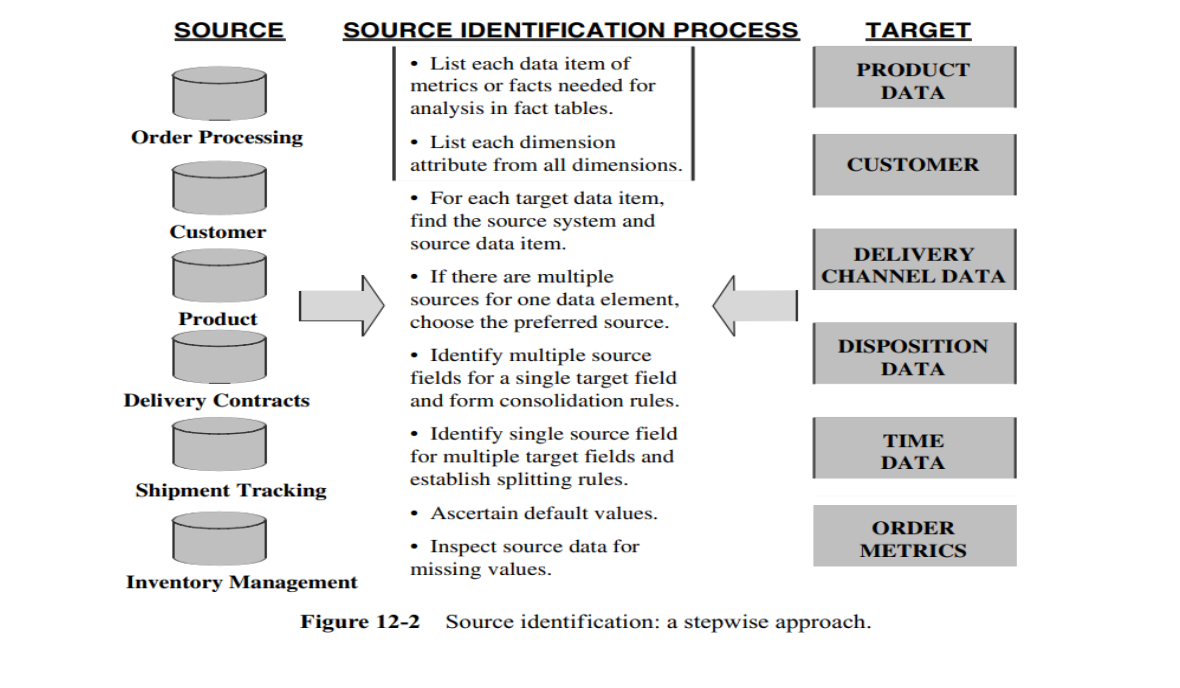 SOURCE
Order Processing
Customer
Product
Delivery Contracts
Shipment Tracking
Inventory Management
SOURCE IDENTIFICATION PROCESS
• List each data item of
metrics or facts needed for
analysis in fact tables.
• List each dimension
attribute from all dimensions.
• For each target data item,
find the source system and
source data item.
• If there are multiple
sources for one data element,
choose the preferred source.
• Identify multiple source
fields for a single target field
and form consolidation rules.
• Identify single source field
for multiple target fields and
establish splitting rules.
• Ascertain default values.
• Inspect source data for
missing values.
TARGET
PRODUCT
DATA
CUSTOMER
DELIVERY
CHANNEL DATA
DISPOSITION
DATA
TIME
DATA
ORDER
METRICS
Figure 12-2 Source identification: a stepwise approach.